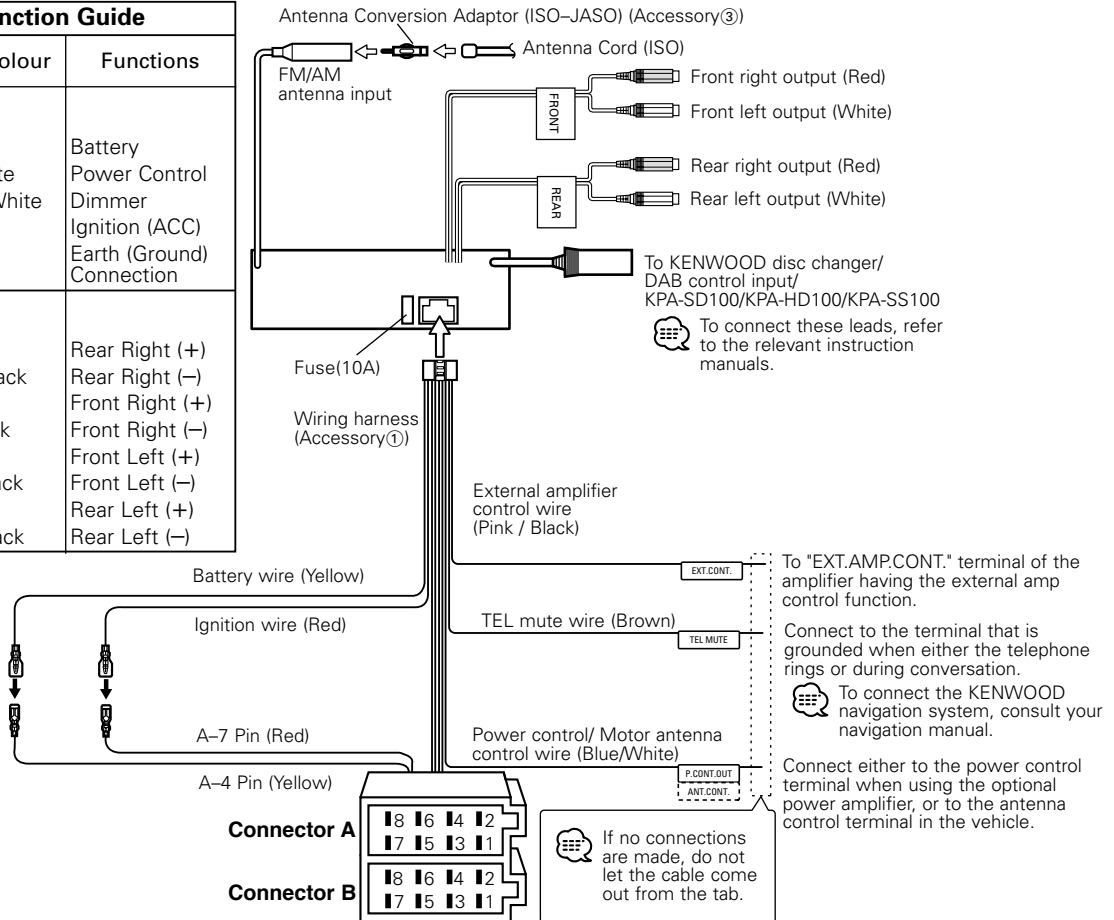 nction Guide
olour Functions
Battery
te Power Control
White Dimmer
Ignition (ACC)
Earth (Ground)
Connection
Rear Right (+)
ack Rear Right (−)
Front Right (+)
k Front Right (−)
Front Left (+)
ack Front Left (−)
Rear Left (+)
ack Rear Left (−)
Antenna Conversion Adaptor (ISO–JASO) (Accessory③)
Antenna Cord (ISO)
FM/AM
antenna input
FRONT
Front right output (Red)
Front left output (White)
REAR
Rear right output (Red)
Rear left output (White)
To KENWOOD disc changer/
DAB control input/
KPA-SD100/KPA-HD100/KPA-SS100
To connect these leads, refer
to the relevant instruction
manuals.
Fuse(10A)
Wiring harness
(Accessory①)
External amplifier
control wire
(Pink / Black)
EXT.CONT.
To "EXT.AMP.CONT." terminal of the
amplifier having the external amp
control function.
Battery wire (Yellow)
Ignition wire (Red)
TEL mute wire (Brown)
TEL MUTE
Connect to the terminal that is
grounded when either the telephone
rings or during conversation.
To connect the KENWOOD
navigation system, consult your
navigation manual.
A–7 Pin (Red)
A–4 Pin (Yellow)
Power control/ Motor antenna
control wire (Blue/White)
P.CONT.OUT
ANT.CONT.
Connect either to the power control
terminal when using the optional
power amplifier, or to the antenna
control terminal in the vehicle.
Connector A
8 6 4 2
7 5 3 1
Connector B
8 6 4 2
7 5 3 1
If no connections
are made, do not
let the cable come
out from the tab.